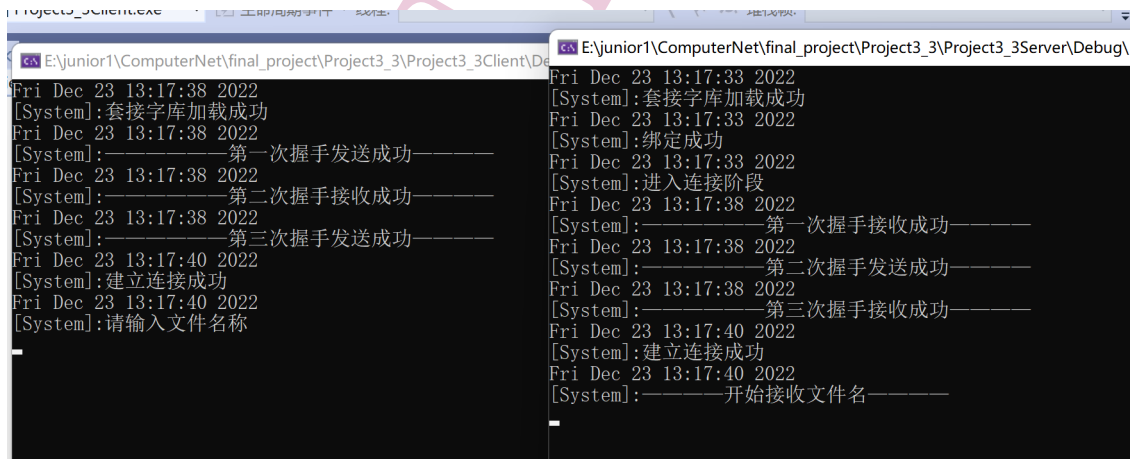 Project3_3Client.exe
生命周期事件 线程: 堆栈帧:
E:\junior1\ComputerNet\final_project\Project3_3\Project3_3Client\De
Fri Dec 23 13:17:38 2022
[System]:套接字库加载成功
Fri Dec 23 13:17:38 2022
[System]:——————第一次握手发送成功————
Fri Dec 23 13:17:38 2022
[System]:——————第二次握手接收成功————
Fri Dec 23 13:17:38 2022
[System]:——————第三次握手发送成功————
Fri Dec 23 13:17:40 2022
[System]:建立连接成功
Fri Dec 23 13:17:40 2022
[System]:请输入文件名称
E:\junior1\ComputerNet\final_project\Project3_3\Project3_3Server\Debug\
Fri Dec 23 13:17:33 2022
[System]:套接字库加载成功
Fri Dec 23 13:17:33 2022
[System]:绑定成功
Fri Dec 23 13:17:33 2022
[System]:进入连接阶段
Fri Dec 23 13:17:38 2022
[System]:——————第一次握手接收成功————
Fri Dec 23 13:17:38 2022
[System]:——————第二次握手发送成功————
Fri Dec 23 13:17:38 2022
[System]:——————第三次握手接收成功————
Fri Dec 23 13:17:40 2022
[System]:建立连接成功
Fri Dec 23 13:17:40 2022
[System]:————开始接收文件名————